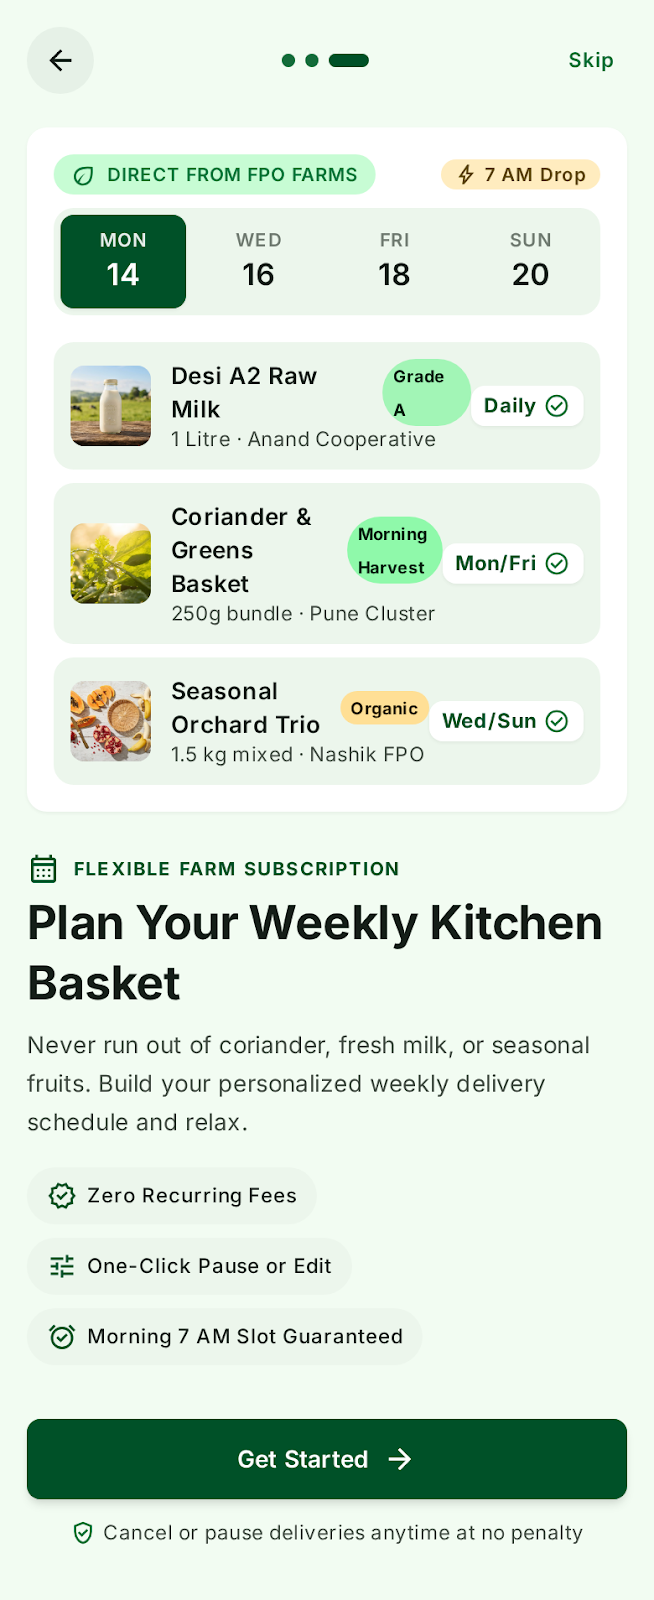 Skip
DIRECT FROM FPO FARMS
7 AM Drop
MON
14
WED
16
FRI
18
SUN
20
Desi A2 Raw
Milk
Grade
A
1 Litre · Anand Cooperative
Daily
Coriander &
Greens
Basket
Morning
Harvest
250g bundle · Pune Cluster
Mon/Fri
Seasonal
Orchard Trio
Organic
1.5 kg mixed · Nashik FPO
Wed/Sun
FLEXIBLE FARM SUBSCRIPTION
Plan Your Weekly Kitchen
Basket
Never run out of coriander, fresh milk, or seasonal
fruits. Build your personalized weekly delivery
schedule and relax.
Zero Recurring Fees
One-Click Pause or Edit
Morning 7 AM Slot Guaranteed
Get Started
Cancel or pause deliveries anytime at no penalty